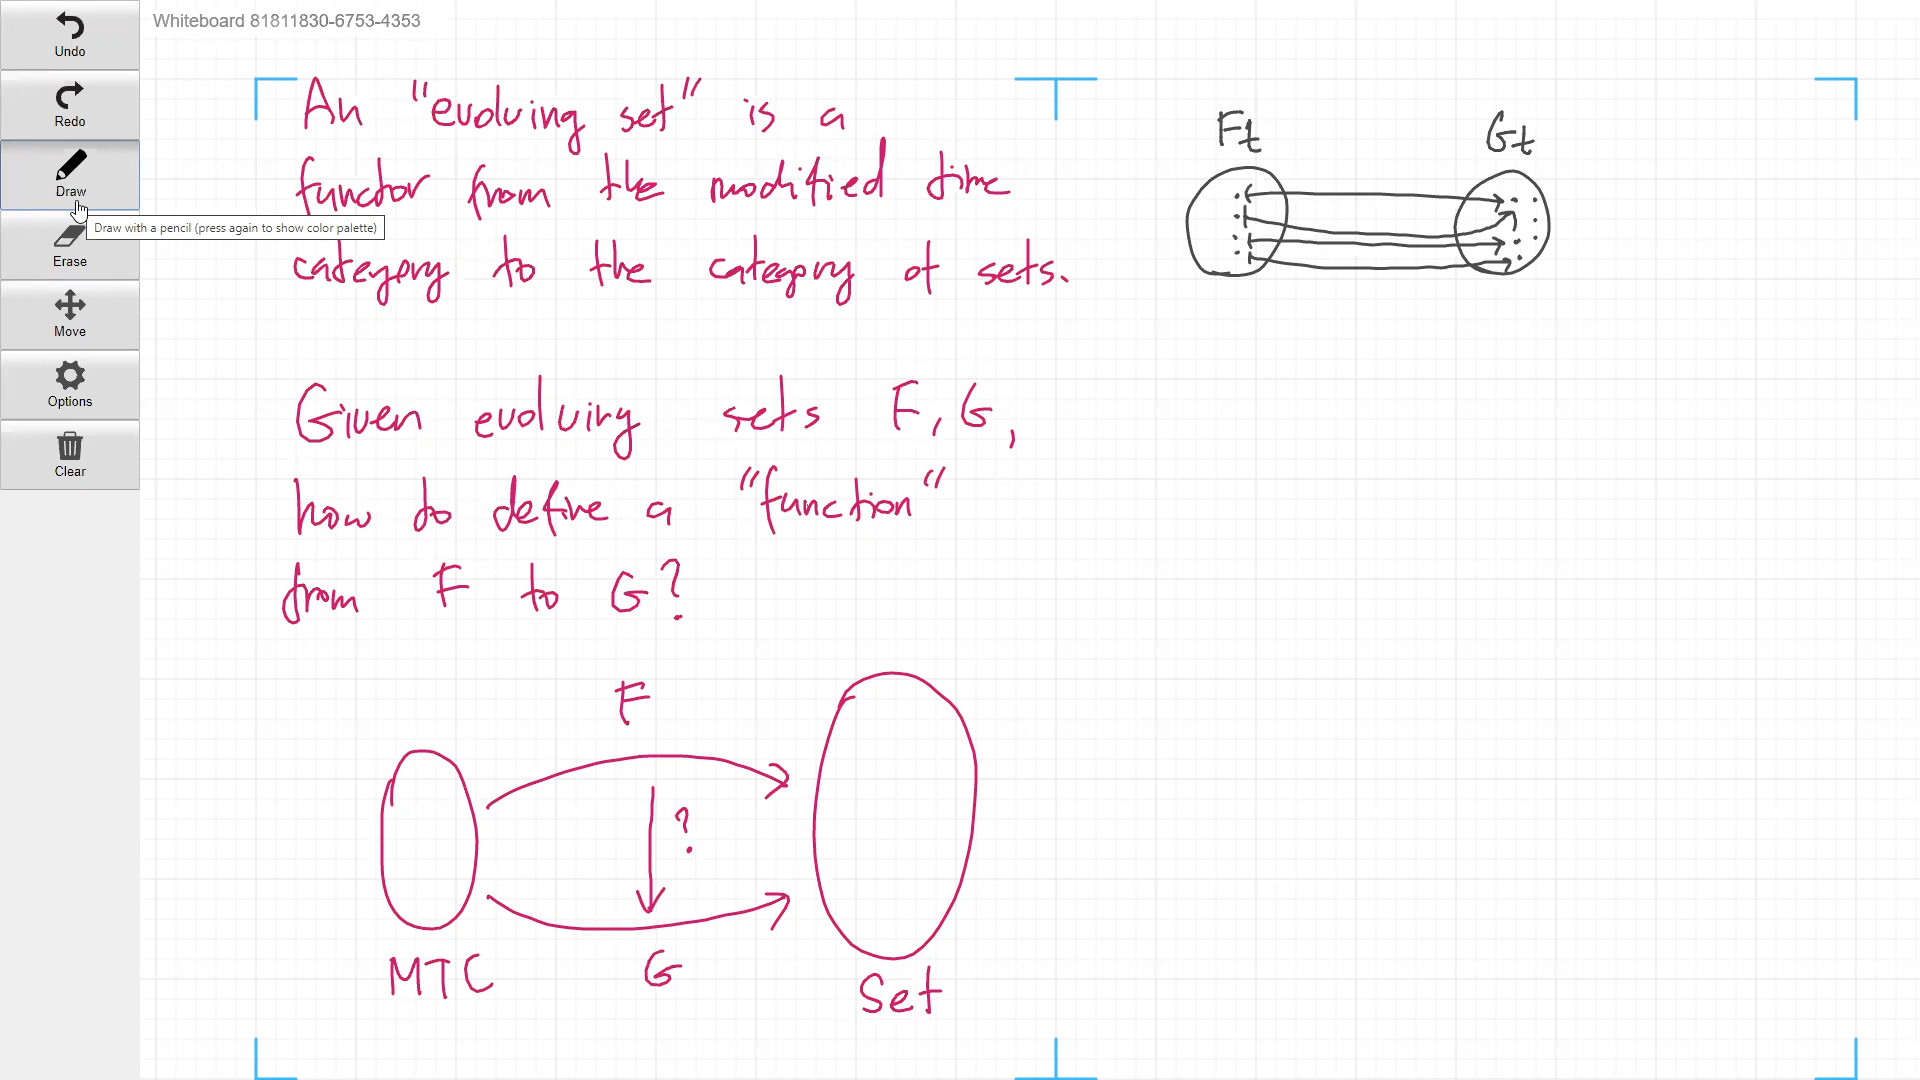 Whiteboard 81811830-6753-4353
Undo
Redo
Draw
Draw with a pencil (press again to show color palette)
Erase
Move
Options
Clear
An "evolving set" is a
functor from the modified time
category to the category of sets.
Given evolving sets F, G,
how to define a "function"
from F to G?
F
?
MTC G Set
Ft Gt